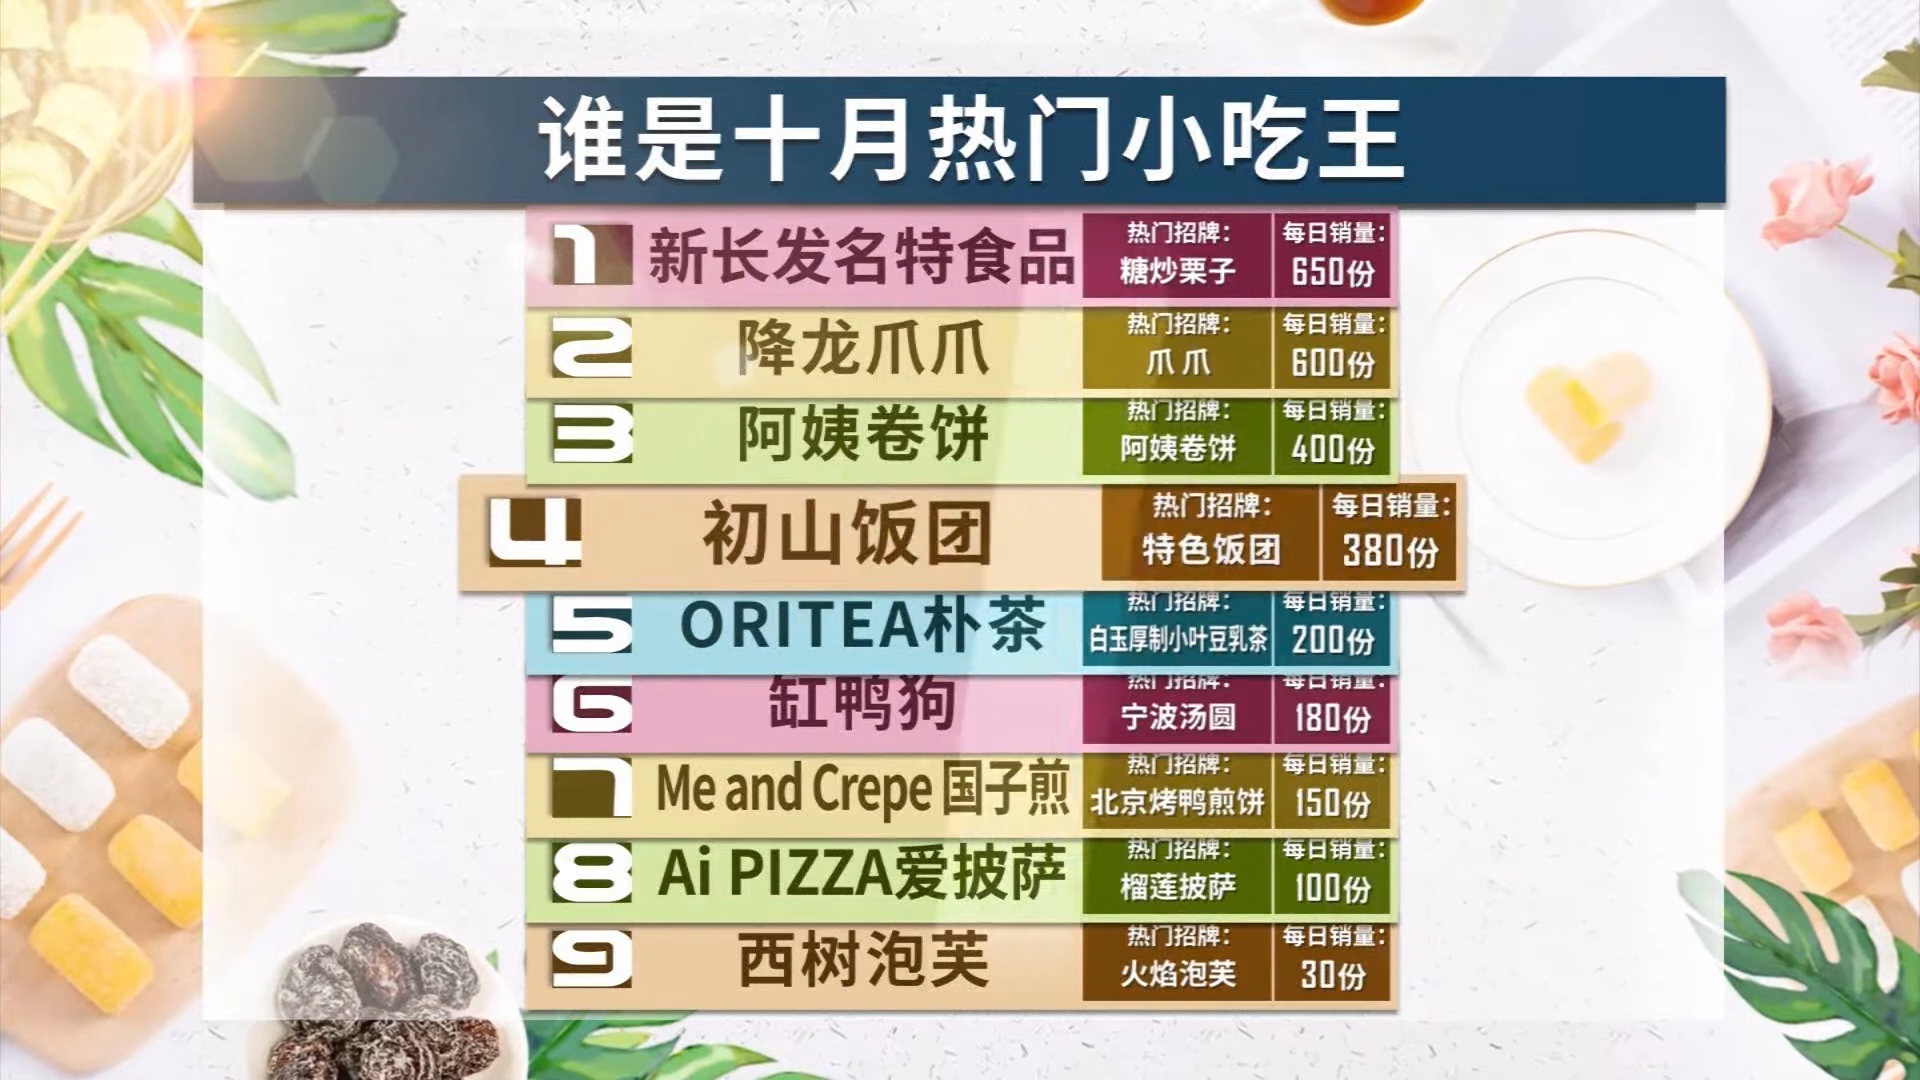 谁是十月热门小吃王
1 新长发名特食品 热门招牌: 糖炒栗子 每日销量: 650份
2 降龙爪爪 热门招牌: 爪 爪 每日销量: 600份
3 阿姨卷饼 热门招牌: 阿姨卷饼 每日销量: 400份
4 初山饭团 热门招牌: 特色饭团 每日销量: 380份
5 ORITEA朴茶 热门招牌: 白玉厚制小叶豆乳茶 每日销量: 200份
6 缸鸭狗 热门招牌: 宁波汤圆 每日销量: 180份
7 Me and Crepe 国子煎 热门招牌: 北京烤鸭煎饼 每日销量: 150份
8 Ai PIZZA爱披萨 热门招牌: 榴莲披萨 每日销量: 100份
9 西树泡芙 热门招牌: 火焰泡芙 每日销量: 30份